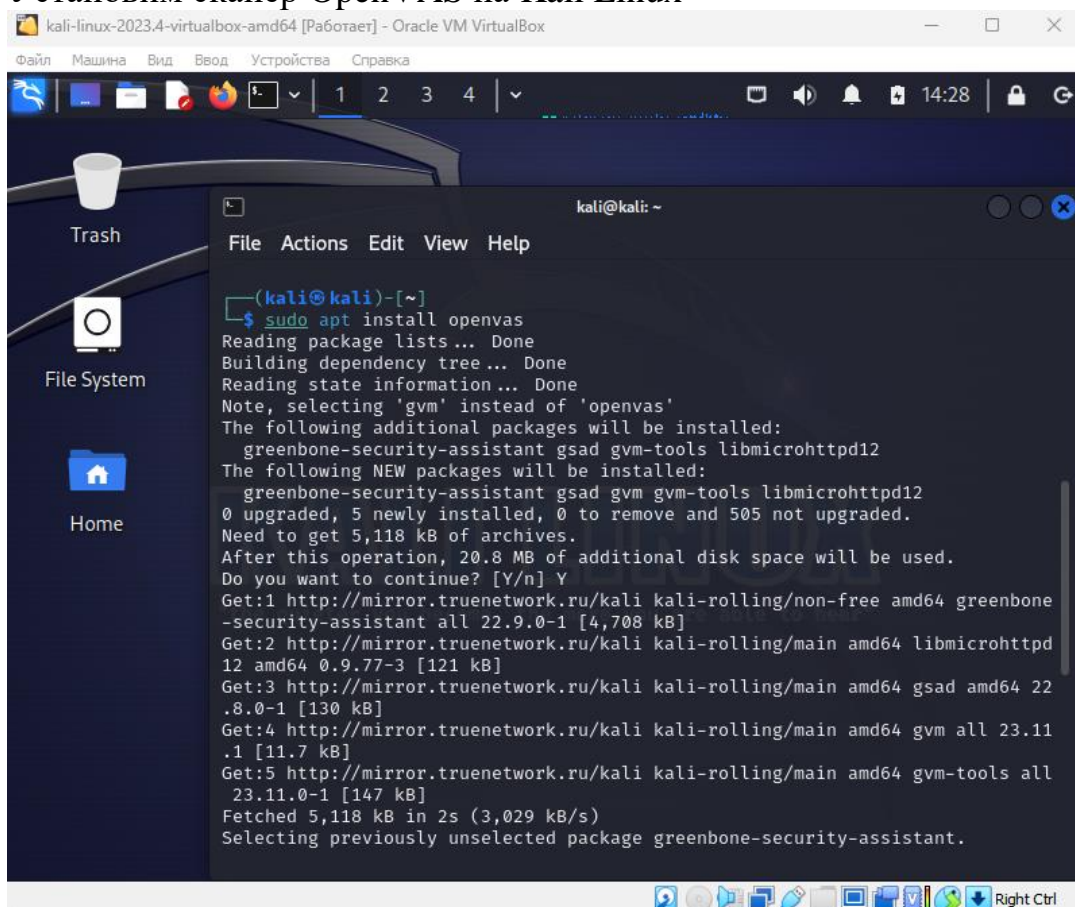 Установим сканер OpenVAS на Kali Linux
kali-linux-2023.4-virtualbox-amd64 [Работает] - Oracle VM VirtualBox
Файл Машина Вид Ввод Устройства Справка
1 2 3 4 14:28
Trash
File System
Home
kali@kali: ~
File Actions Edit View Help
┌──(kali㉿kali)-[~]
└─$ sudo apt install openvas
Reading package lists... Done
Building dependency tree... Done
Reading state information... Done
Note, selecting 'gvm' instead of 'openvas'
The following additional packages will be installed:
greenbone-security-assistant gsad gvm-tools libmicrohttpd12
The following NEW packages will be installed:
greenbone-security-assistant gsad gvm gvm-tools libmicrohttpd12
0 upgraded, 5 newly installed, 0 to remove and 505 not upgraded.
Need to get 5,118 kB of archives.
After this operation, 20.8 MB of additional disk space will be used.
Do you want to continue? [Y/n] Y
Get:1 http://mirror.truenetwork.ru/kali kali-rolling/non-free amd64 greenbone
-security-assistant all 22.9.0-1 [4,708 kB]
Get:2 http://mirror.truenetwork.ru/kali kali-rolling/main amd64 libmicrohttpd
12 amd64 0.9.77-3 [121 kB]
Get:3 http://mirror.truenetwork.ru/kali kali-rolling/main amd64 gsad amd64 22
.8.0-1 [130 kB]
Get:4 http://mirror.truenetwork.ru/kali kali-rolling/main amd64 gvm all 23.11
.1 [11.7 kB]
Get:5 http://mirror.truenetwork.ru/kali kali-rolling/main amd64 gvm-tools all
23.11.0-1 [147 kB]
Fetched 5,118 kB in 2s (3,029 kB/s)
Selecting previously unselected package greenbone-security-assistant.
Right Ctrl